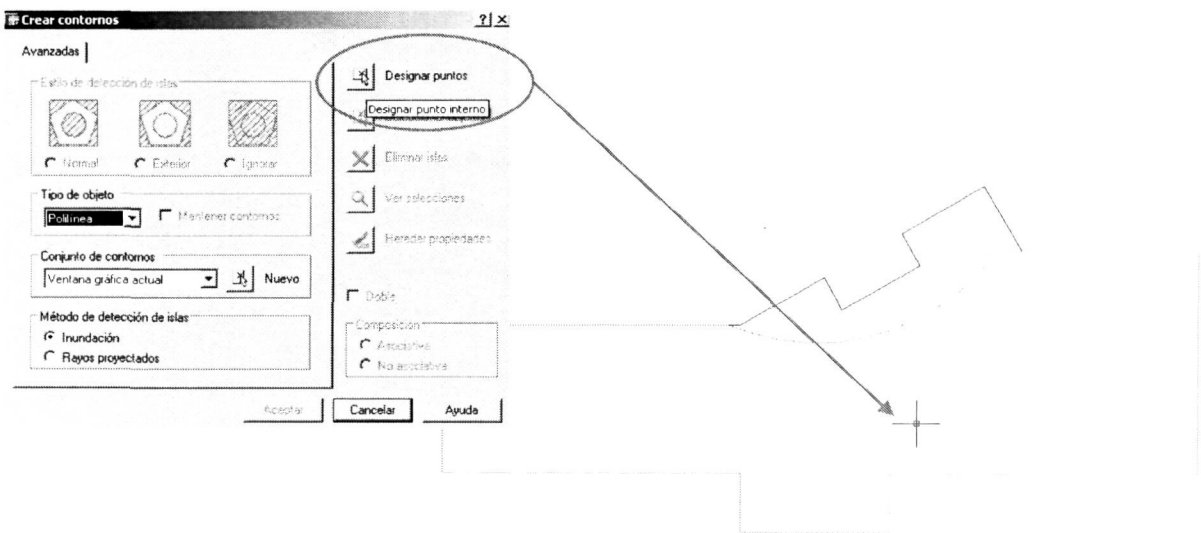 Crear contornos
Avanzadas
Estilo de detección de islas
Normal
Exterior
Ignorar
Tipo de objeto
Polilínea
Mantener contornos
Conjunto de contornos
Ventana gráfica actual
Nuevo
Método de detección de islas
Inundación
Rayos proyectados
Designar puntos
Designar punto interno
Eliminar islas
Ver selecciones
Heredar propiedades
Doble
Composición
Asociativa
No asociativa
Aceptar
Cancelar
Ayuda